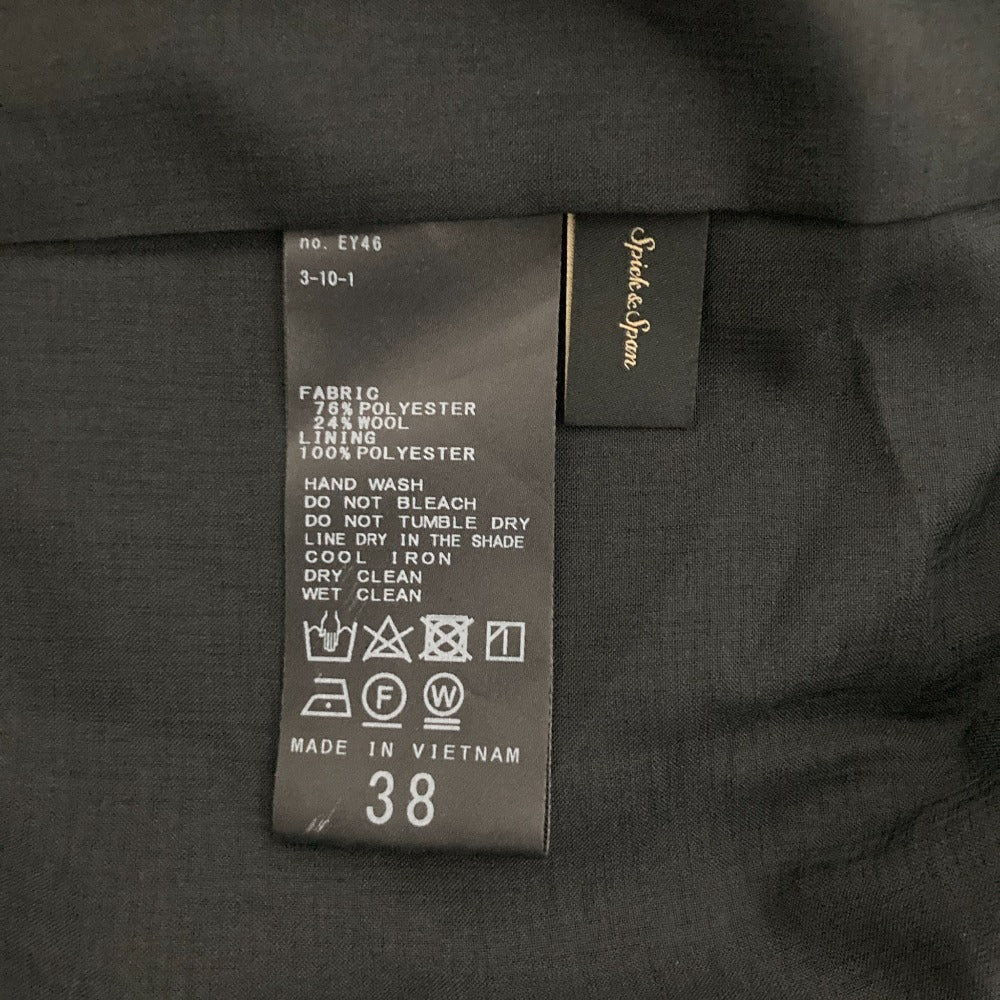 no. EY46
3-10-1
FABRIC
76% POLYESTER
24% WOOL
LINING
100% POLYESTER
HAND WASH
DO NOT BLEACH
DO NOT TUMBLE DRY
LINE DRY IN THE SHADE
COOL IRON
DRY CLEAN
WET CLEAN
F W
MADE IN VIETNAM
38
Spick&Span